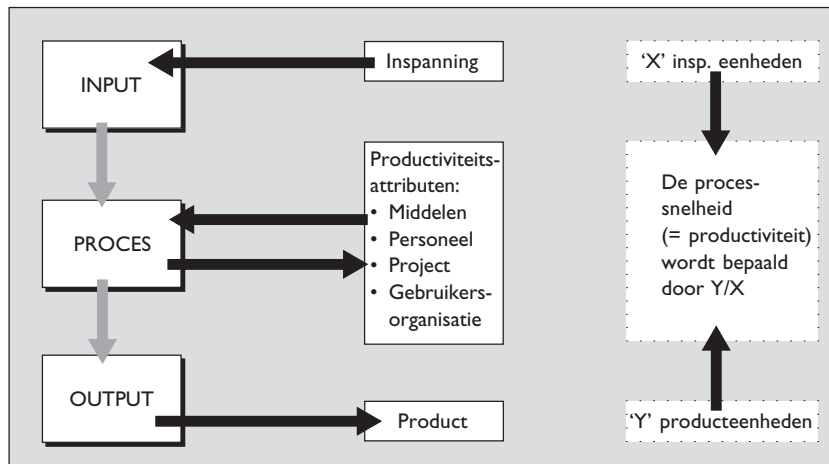 INPUT
Inspanning
'X' insp. eenheden
Productiviteits-
attributen:
• Middelen
• Personeel
• Project
• Gebruikers-
organisatie
PROCES
De proces-
snelheid
(= productiviteit)
wordt bepaald
door Y/X
OUTPUT
Product
'Y' producteenheden